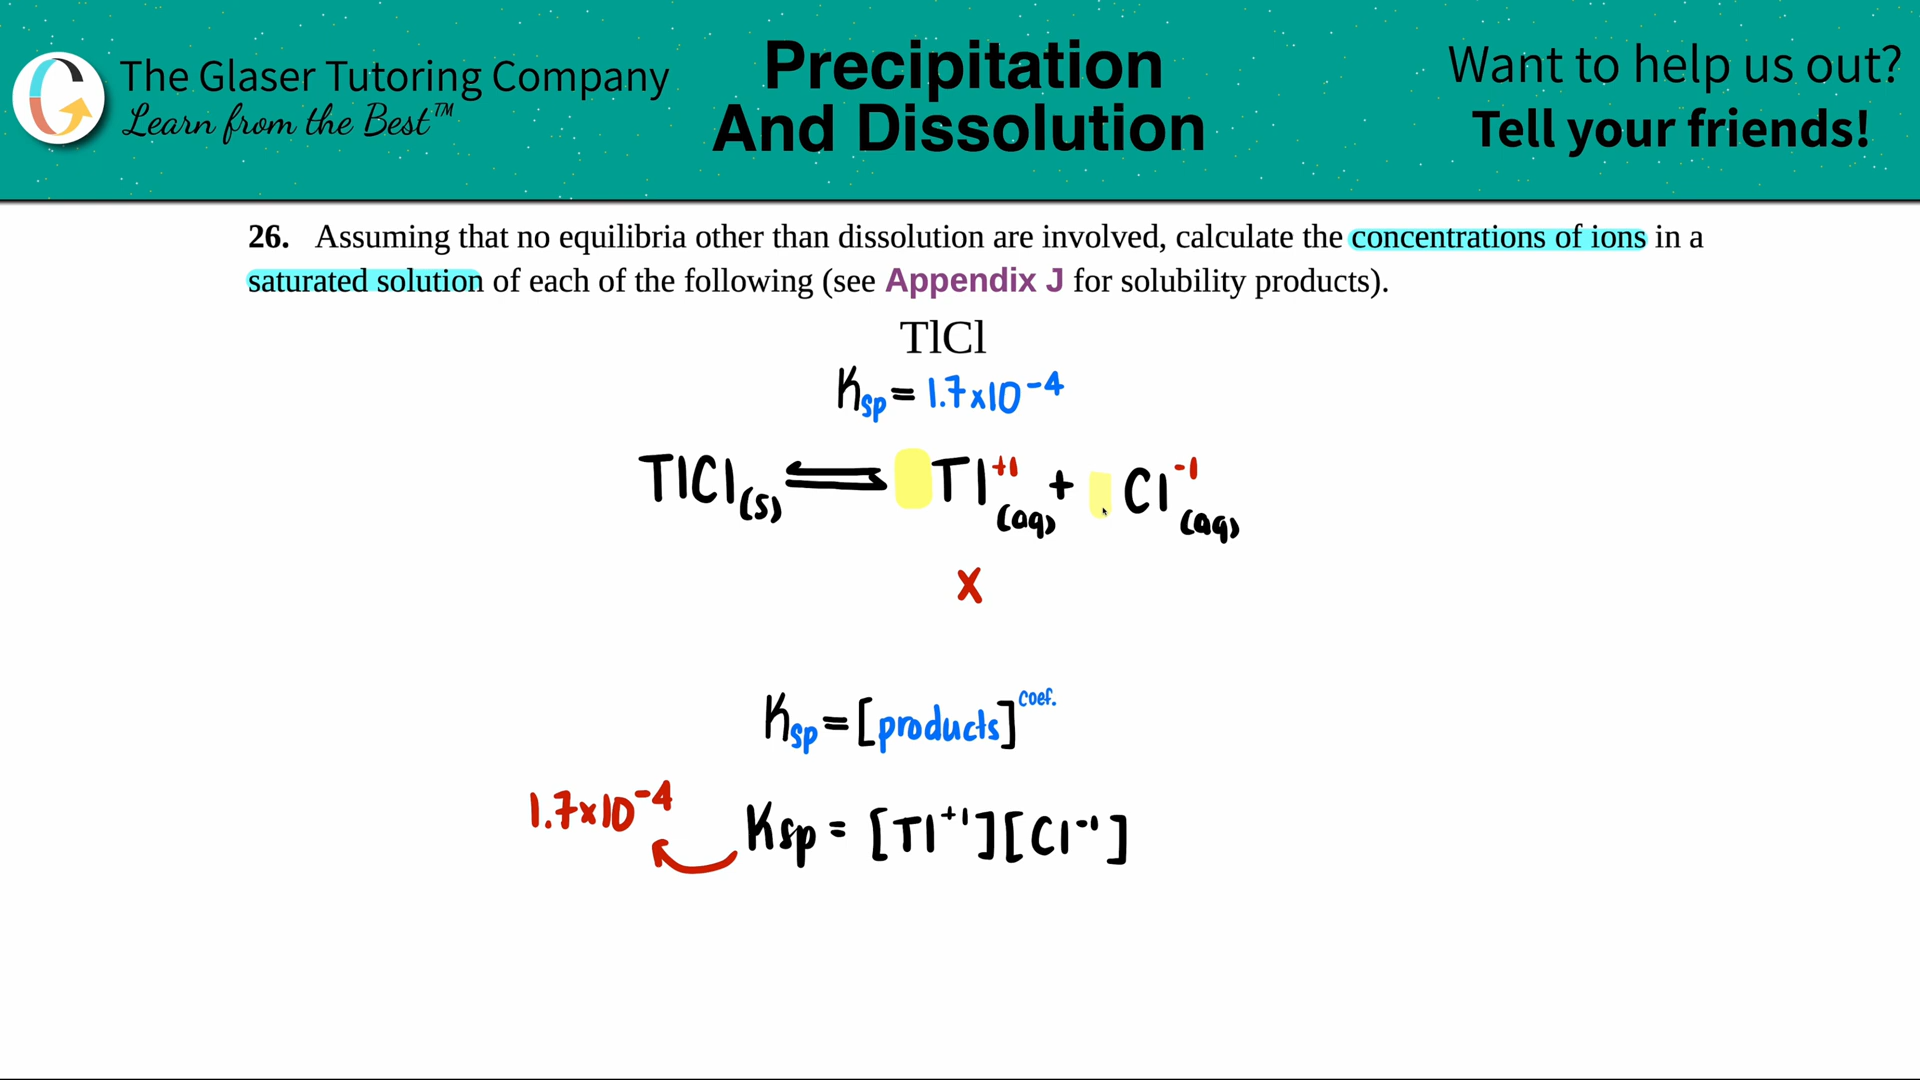 The Glaser Tutoring Company
Learn from the Best™
Precipitation
And Dissolution
Want to help us out?
Tell your friends!
26. Assuming that no equilibria other than dissolution are involved, calculate the concentrations of ions in a
saturated solution of each of the following (see Appendix J for solubility products).
TlCl
Ksp = 1.7x10⁻⁴
TlCl(s) ⇌ Tl⁺¹(aq) + Cl⁻¹(aq)
x
Ksp = [products]ᶜᵒᵉᶠ·
1.7x10⁻⁴
Ksp = [Tl⁺¹][Cl⁻¹]